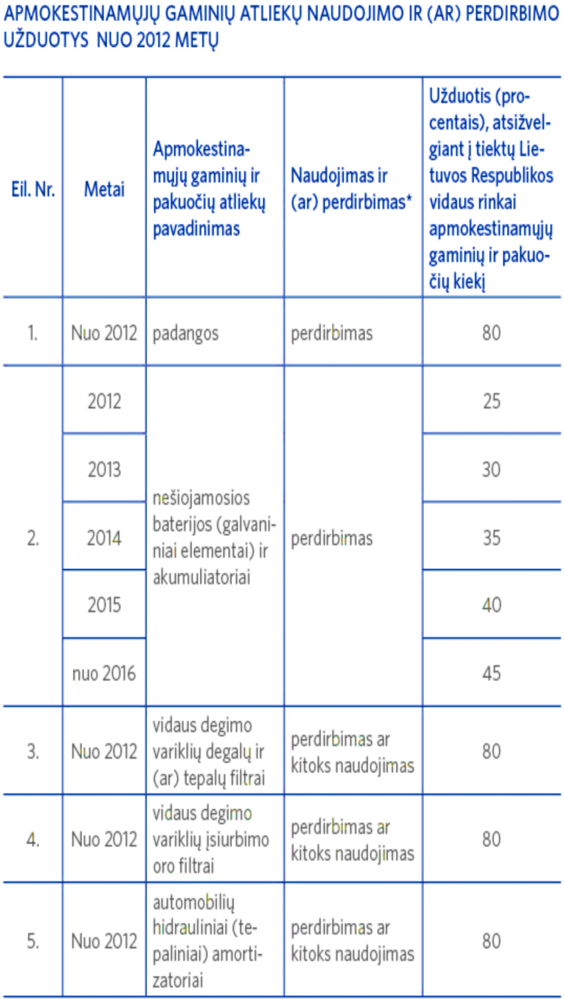 APMOKESTINAMŲJŲ GAMINIŲ ATLIEKŲ NAUDOJIMO IR (AR) PERDIRBIMO
UŽDUOTYS NUO 2012 METŲ
Eil. Nr.
Metai
Apmokestina-
mųjų gaminių ir
pakuočių atliekų
pavadinimas
Naudojimas ir
(ar) perdirbimas*
Užduotis (pro-
centais), atsižvel-
giant į tiektų Lie-
tuvos Respublikos
vidaus rinkai
apmokestinamųjų
gaminių ir pakuo-
čių kiekį
1.
Nuo 2012
padangos
perdirbimas
80
2.
2012
25
2013
30
2014
35
2015
40
nuo 2016
45
nešiojamosios
baterijos (galvani-
niai elementai) ir
akumuliatoriai
perdirbimas
3.
Nuo 2012
vidaus degimo
variklių degalų ir
(ar) tepalų filtrai
perdirbimas ar
kitoks naudojimas
80
4.
Nuo 2012
vidaus degimo
variklių įsiurbimo
oro filtrai
perdirbimas ar
kitoks naudojimas
80
5.
Nuo 2012
automobilių
hidrauliniai (te-
paliniai) amorti-
zatoriai
perdirbimas ar
kitoks naudojimas
80